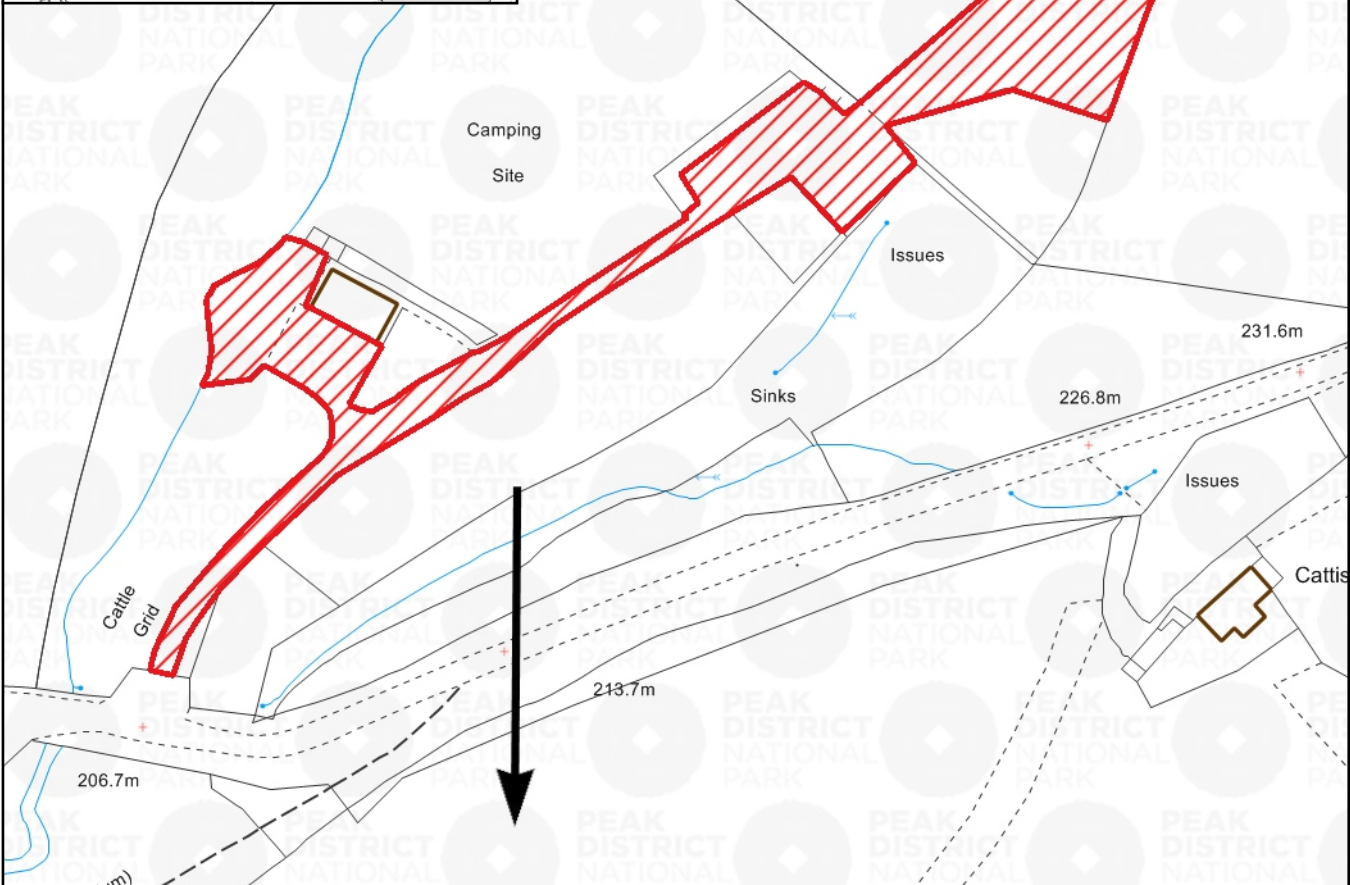 Camping
Site
Issues
231.6m
Sinks
226.8m
Issues
Cattis
Cattle
Grid
213.7m
206.7m
PEAK
DISTRICT
NATIONAL
PARK